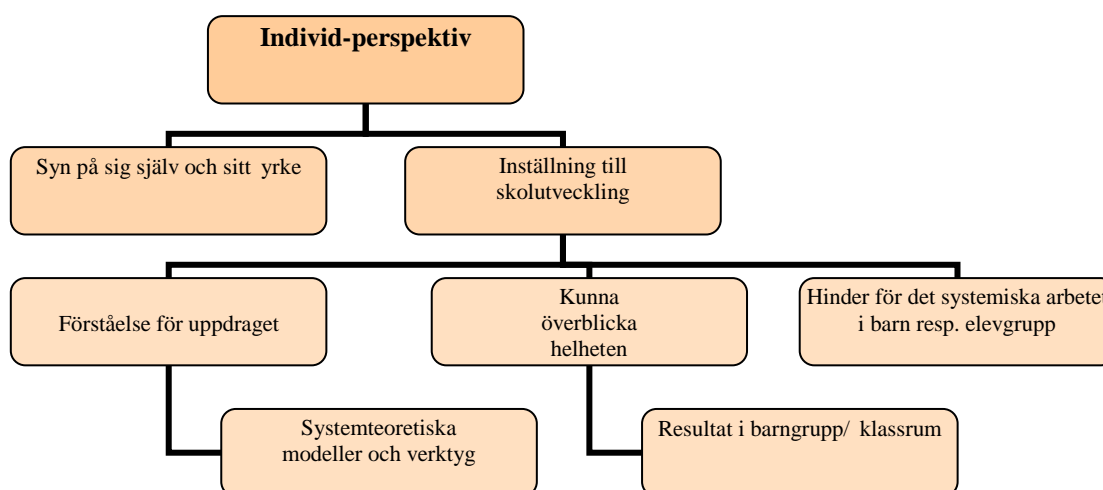 Individ-perspektiv
Syn på sig själv och sitt yrke
Inställning till
skolutveckling
Förståelse för uppdraget
Kunna
överblicka
helheten
Hinder för det systemiska arbetet
i barn resp. elevgrupp
Systemteoretiska
modeller och verktyg
Resultat i barngrupp/ klassrum